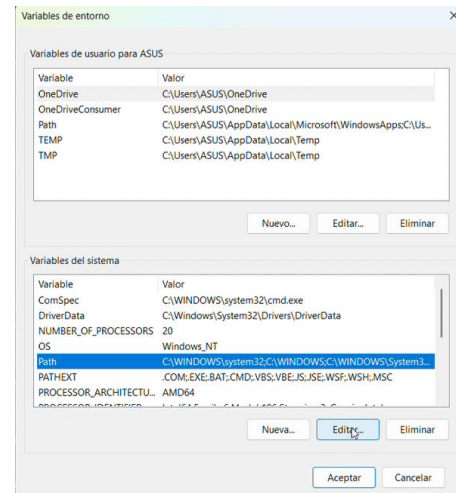 Variables de entorno
Variables de usuario para ASUS
Variable Valor
OneDrive C:\Users\ASUS\OneDrive
OneDriveConsumer C:\Users\ASUS\OneDrive
Path C:\Users\ASUS\AppData\Local\Microsoft\WindowsApps;C:\Us...
TEMP C:\Users\ASUS\AppData\Local\Temp
TMP C:\Users\ASUS\AppData\Local\Temp
Nuevo... Editar... Eliminar
Variables del sistema
Variable Valor
ComSpec C:\WINDOWS\system32\cmd.exe
DriverData C:\Windows\System32\Drivers\DriverData
NUMBER_OF_PROCESSORS 20
OS Windows_NT
Path C:\WINDOWS\system32;C:\WINDOWS;C:\WINDOWS\System3...
PATHEXT .COM;.EXE;.BAT;.CMD;.VBS;.VBE;.JS;.JSE;.WSF;.WSH;.MSC
PROCESSOR_ARCHITECTU... AMD64
Nueva... Editar... Eliminar
Aceptar Cancelar